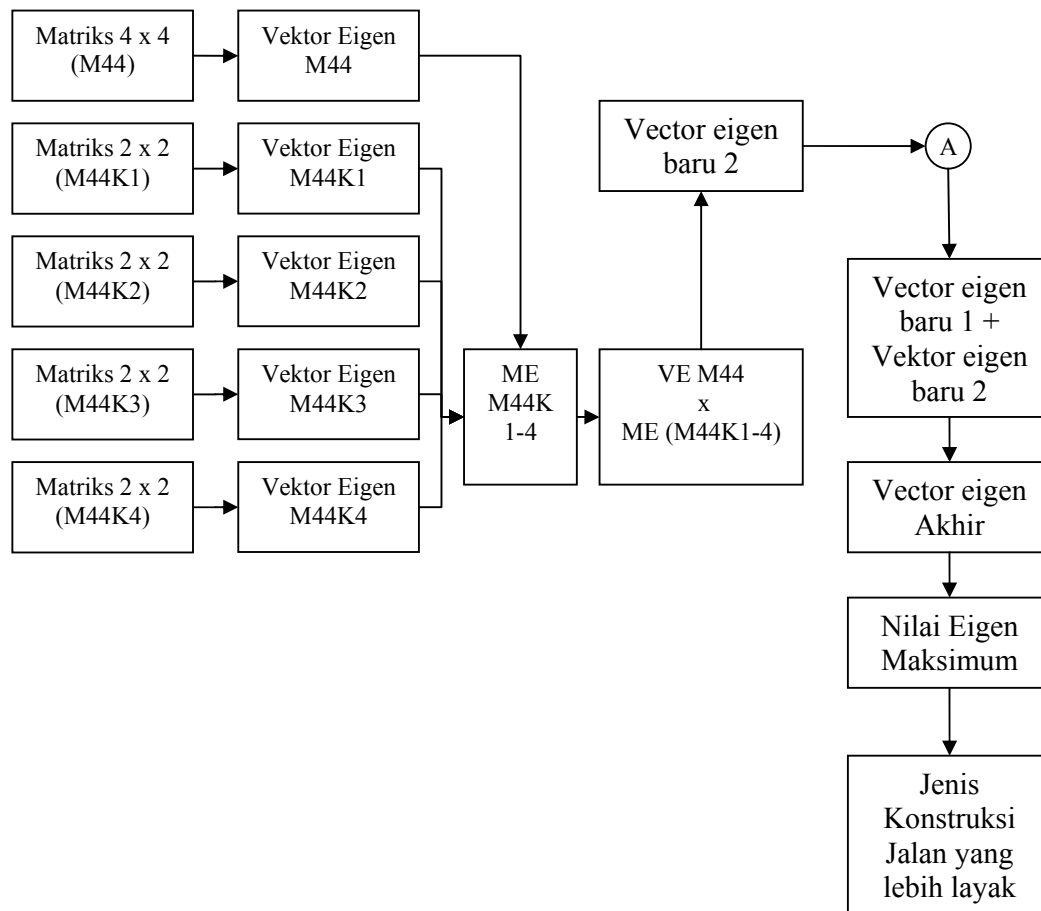 Matriks 4 x 4
(M44)
Vektor Eigen
M44
Matriks 2 x 2
(M44K1)
Vektor Eigen
M44K1
Matriks 2 x 2
(M44K2)
Vektor Eigen
M44K2
Matriks 2 x 2
(M44K3)
Vektor Eigen
M44K3
Matriks 2 x 2
(M44K4)
Vektor Eigen
M44K4
ME
M44K
1-4
VE M44
x
ME (M44K1-4)
Vector eigen
baru 2
A
Vector eigen
baru 1 +
Vektor eigen
baru 2
Vector eigen
Akhir
Nilai Eigen
Maksimum
Jenis
Konstruksi
Jalan yang
lebih layak